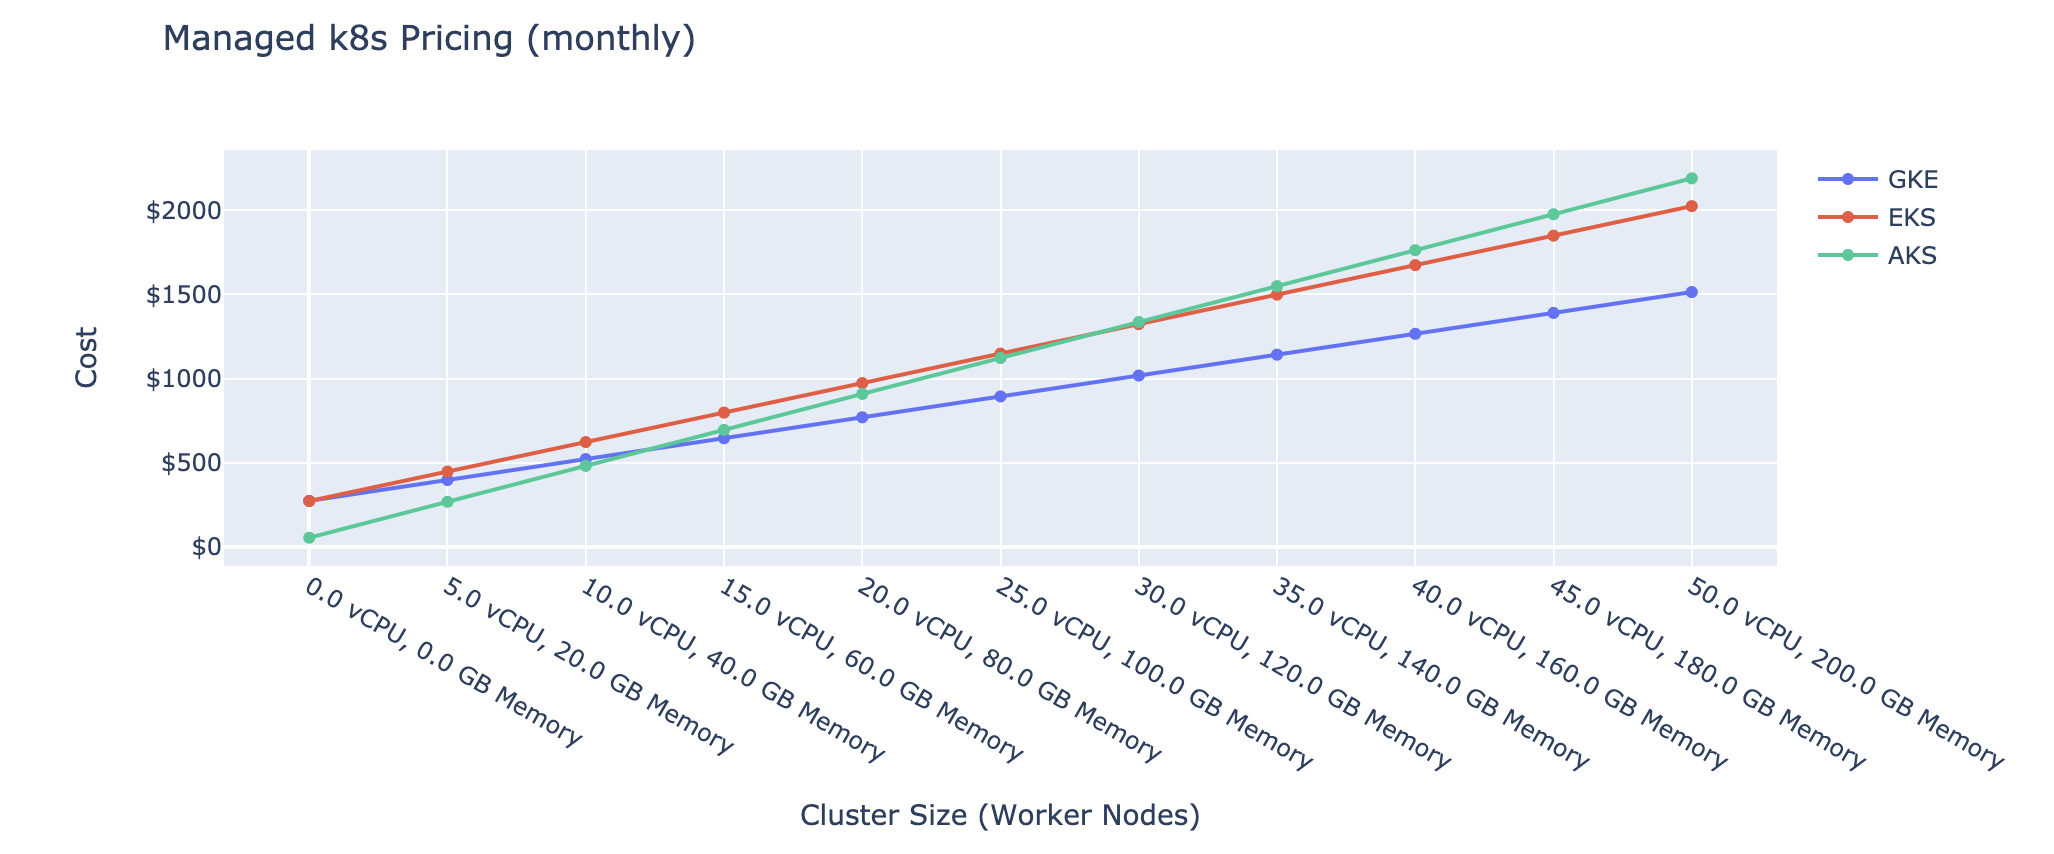 Managed k8s Pricing (monthly)
GKE
EKS
AKS
$2000
$1500
$1000
$500
$0
Cost
0.0 vCPU, 0.0 GB Memory
5.0 vCPU, 20.0 GB Memory
10.0 vCPU, 40.0 GB Memory
15.0 vCPU, 60.0 GB Memory
20.0 vCPU, 80.0 GB Memory
25.0 vCPU, 100.0 GB Memory
30.0 vCPU, 120.0 GB Memory
35.0 vCPU, 140.0 GB Memory
40.0 vCPU, 160.0 GB Memory
45.0 vCPU, 180.0 GB Memory
50.0 vCPU, 200.0 GB Memory
Cluster Size (Worker Nodes)